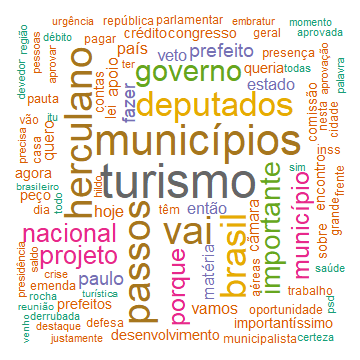 urgência república parlamentar embratur momento
débito pessoas crédito congresso geral aprovada
região aprovar pagar país veto prefeito presença todas
devedor vão herculano contas apoio ter governo queria aprovação palavra
pauta lei fazer deputados estado comissão nesta cidade
precisa casa quero itu municípios inss
agora encontro sim
brasileiro peço hildo turismo frente
dia todo hoje passos têm então câmara importante município sobre grande
nacional vai brasil saúde
presidência saldo projeto porque matéria aéreas
crise paulo trabalho
emenda rocha turística vamos oportunidade psd
venho reunião prefeitos importantíssimo
derrubada defesa municipalista certeza
destaque desenvolvimento
justamente